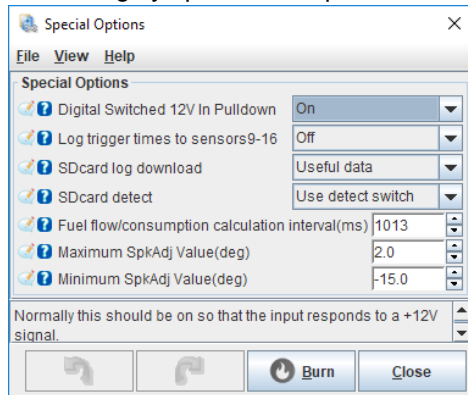 Special Options
File View Help
Special Options
Digital Switched 12V In Pulldown On
Log trigger times to sensors9-16 Off
SDcard log download Useful data
SDcard detect Use detect switch
Fuel flow/consumption calculation interval(ms) 1013
Maximum SpkAdj Value(deg) 2.0
Minimum SpkAdj Value(deg) -15.0
Normally this should be on so that the input responds to a +12V
signal.
Burn Close